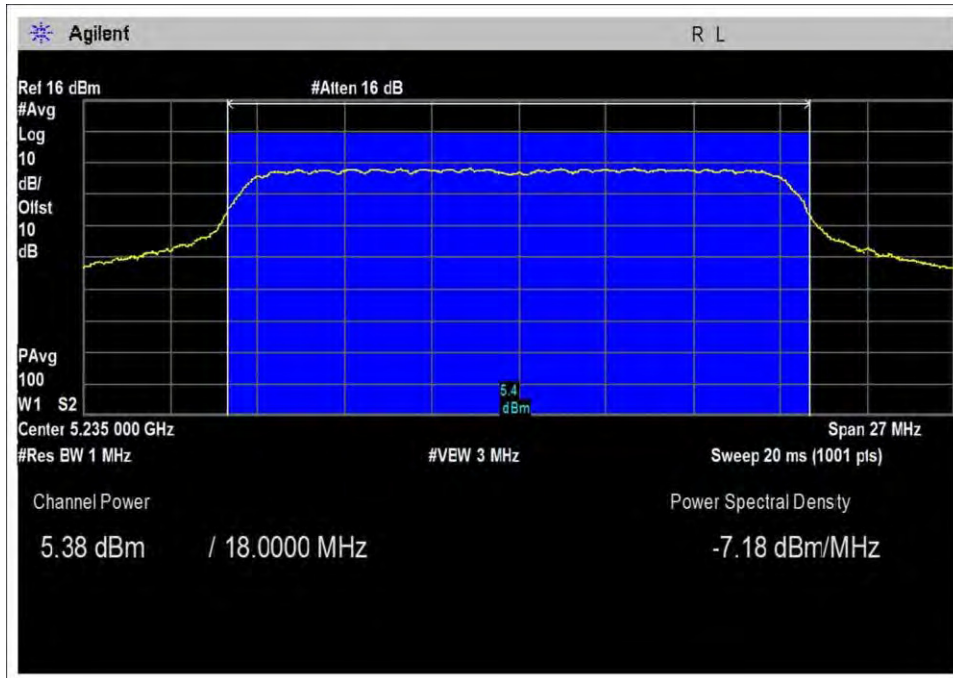 Agilent R L
Ref 16 dBm #Atten 16 dB
#Avg
Log
10
dB/
Offst
10
dB
PAvg
100
W1 S2
5.4
dBm
Center 5.235 000 GHz Span 27 MHz
#Res BW 1 MHz #VBW 3 MHz Sweep 20 ms (1001 pts)
Channel Power Power Spectral Density
5.38 dBm / 18.0000 MHz -7.18 dBm/MHz